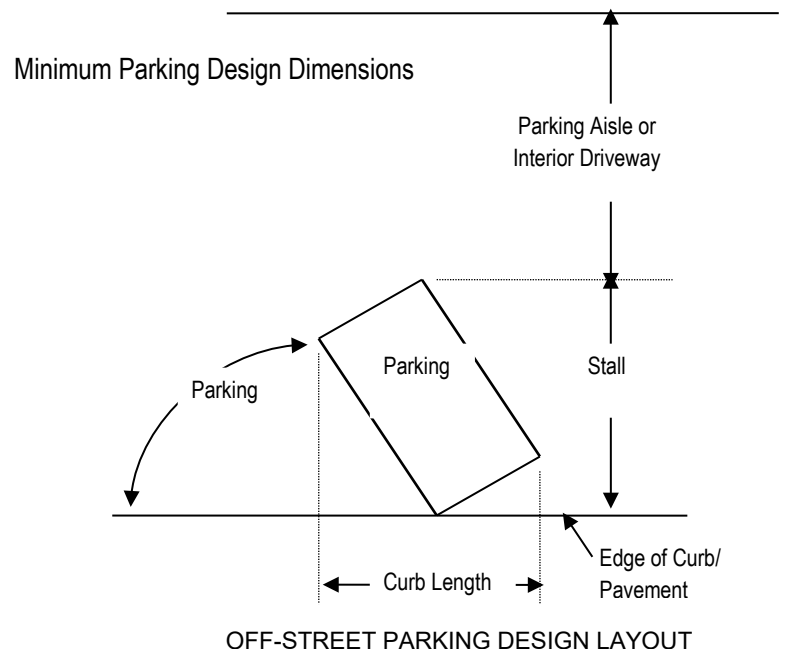 Minimum Parking Design Dimensions
Parking Aisle or
Interior Driveway
Parking
Parking
Stall
Edge of Curb/
Pavement
Curb Length
OFF-STREET PARKING DESIGN LAYOUT